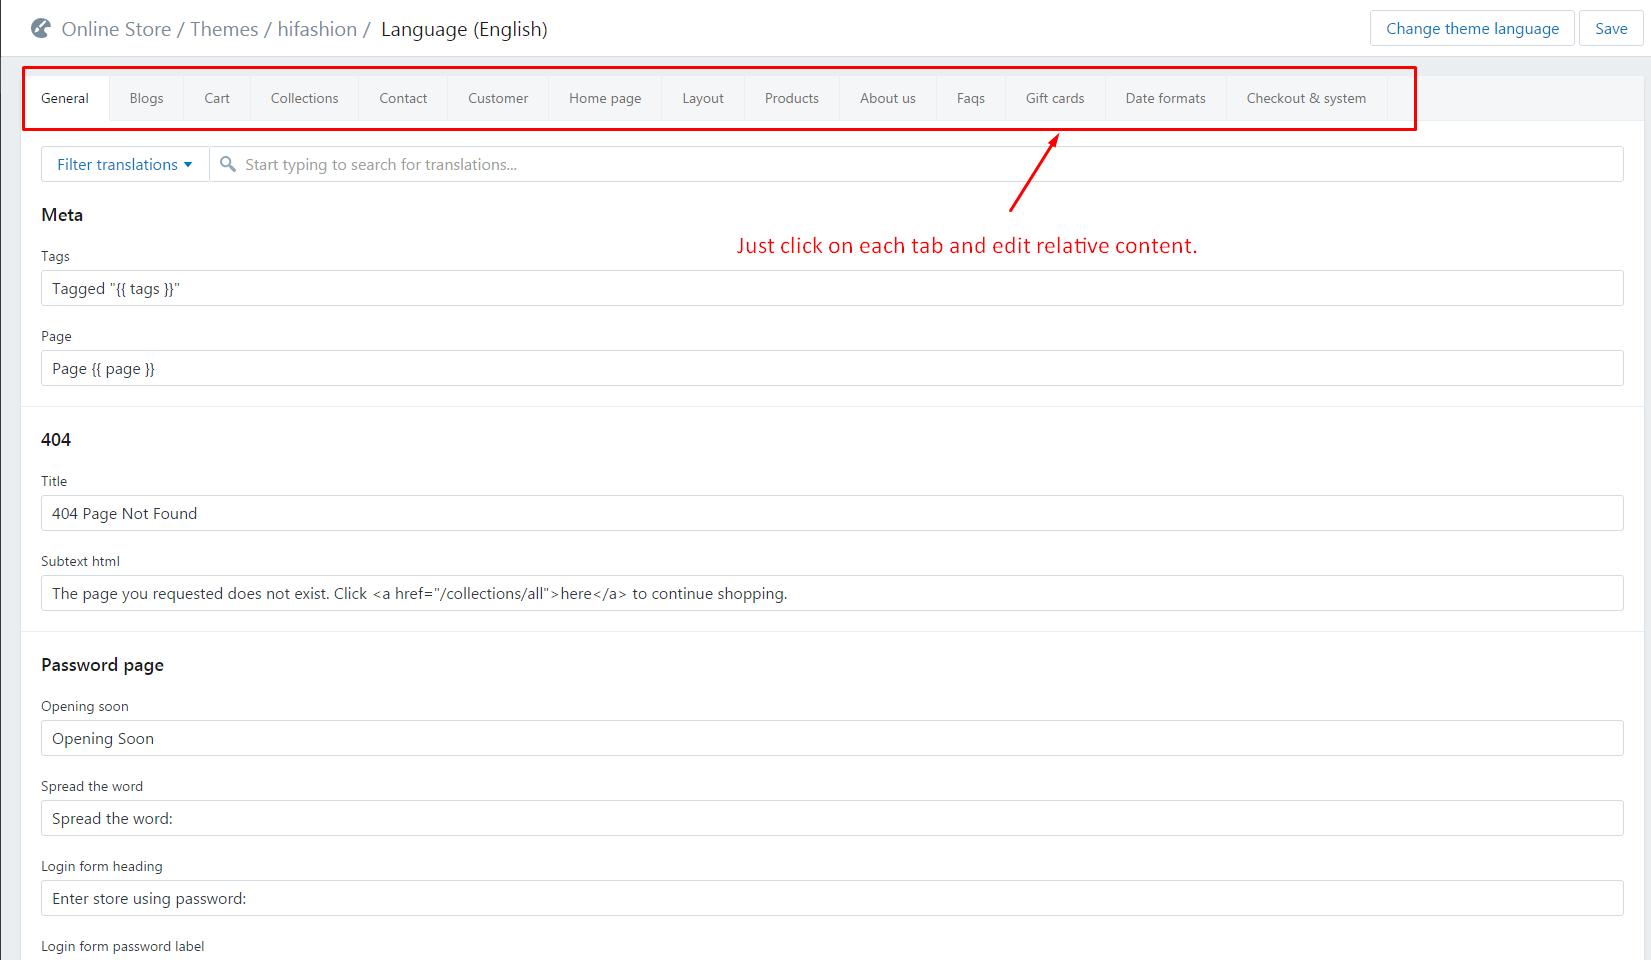 Online Store / Themes / hifashion / Language (English)
Change theme language
Save
General
Blogs
Cart
Collections
Contact
Customer
Home page
Layout
Products
About us
Faqs
Gift cards
Date formats
Checkout & system
Filter translations
Start typing to search for translations...
Meta
Just click on each tab and edit relative content.
Tags
Tagged "{{ tags }}"
Page
Page {{ page }}
404
Title
404 Page Not Found
Subtext html
The page you requested does not exist. Click <a href="/collections/all">here</a> to continue shopping.
Password page
Opening soon
Opening Soon
Spread the word
Spread the word:
Login form heading
Enter store using password:
Login form password label